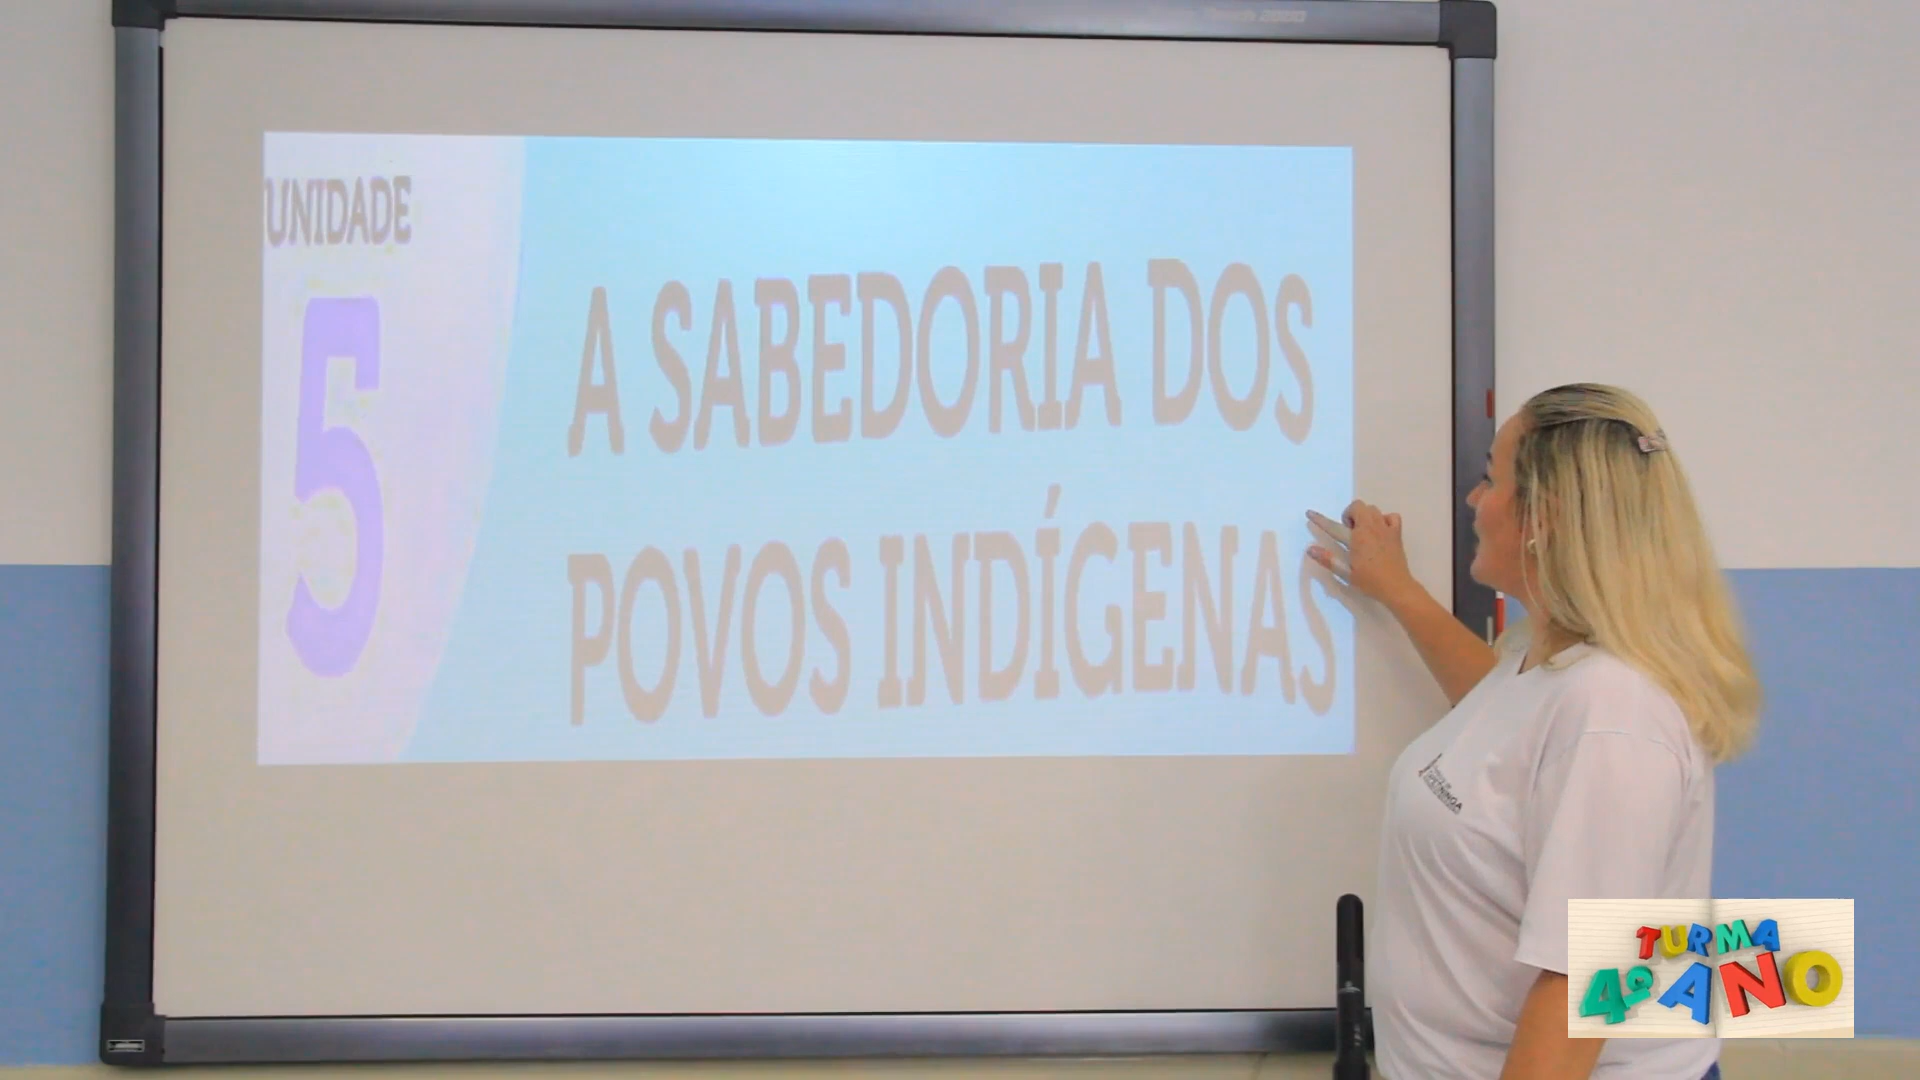 UNIDADE
5
A SABEDORIA DOS
POVOS INDÍGENAS
TURMA
4º ANO